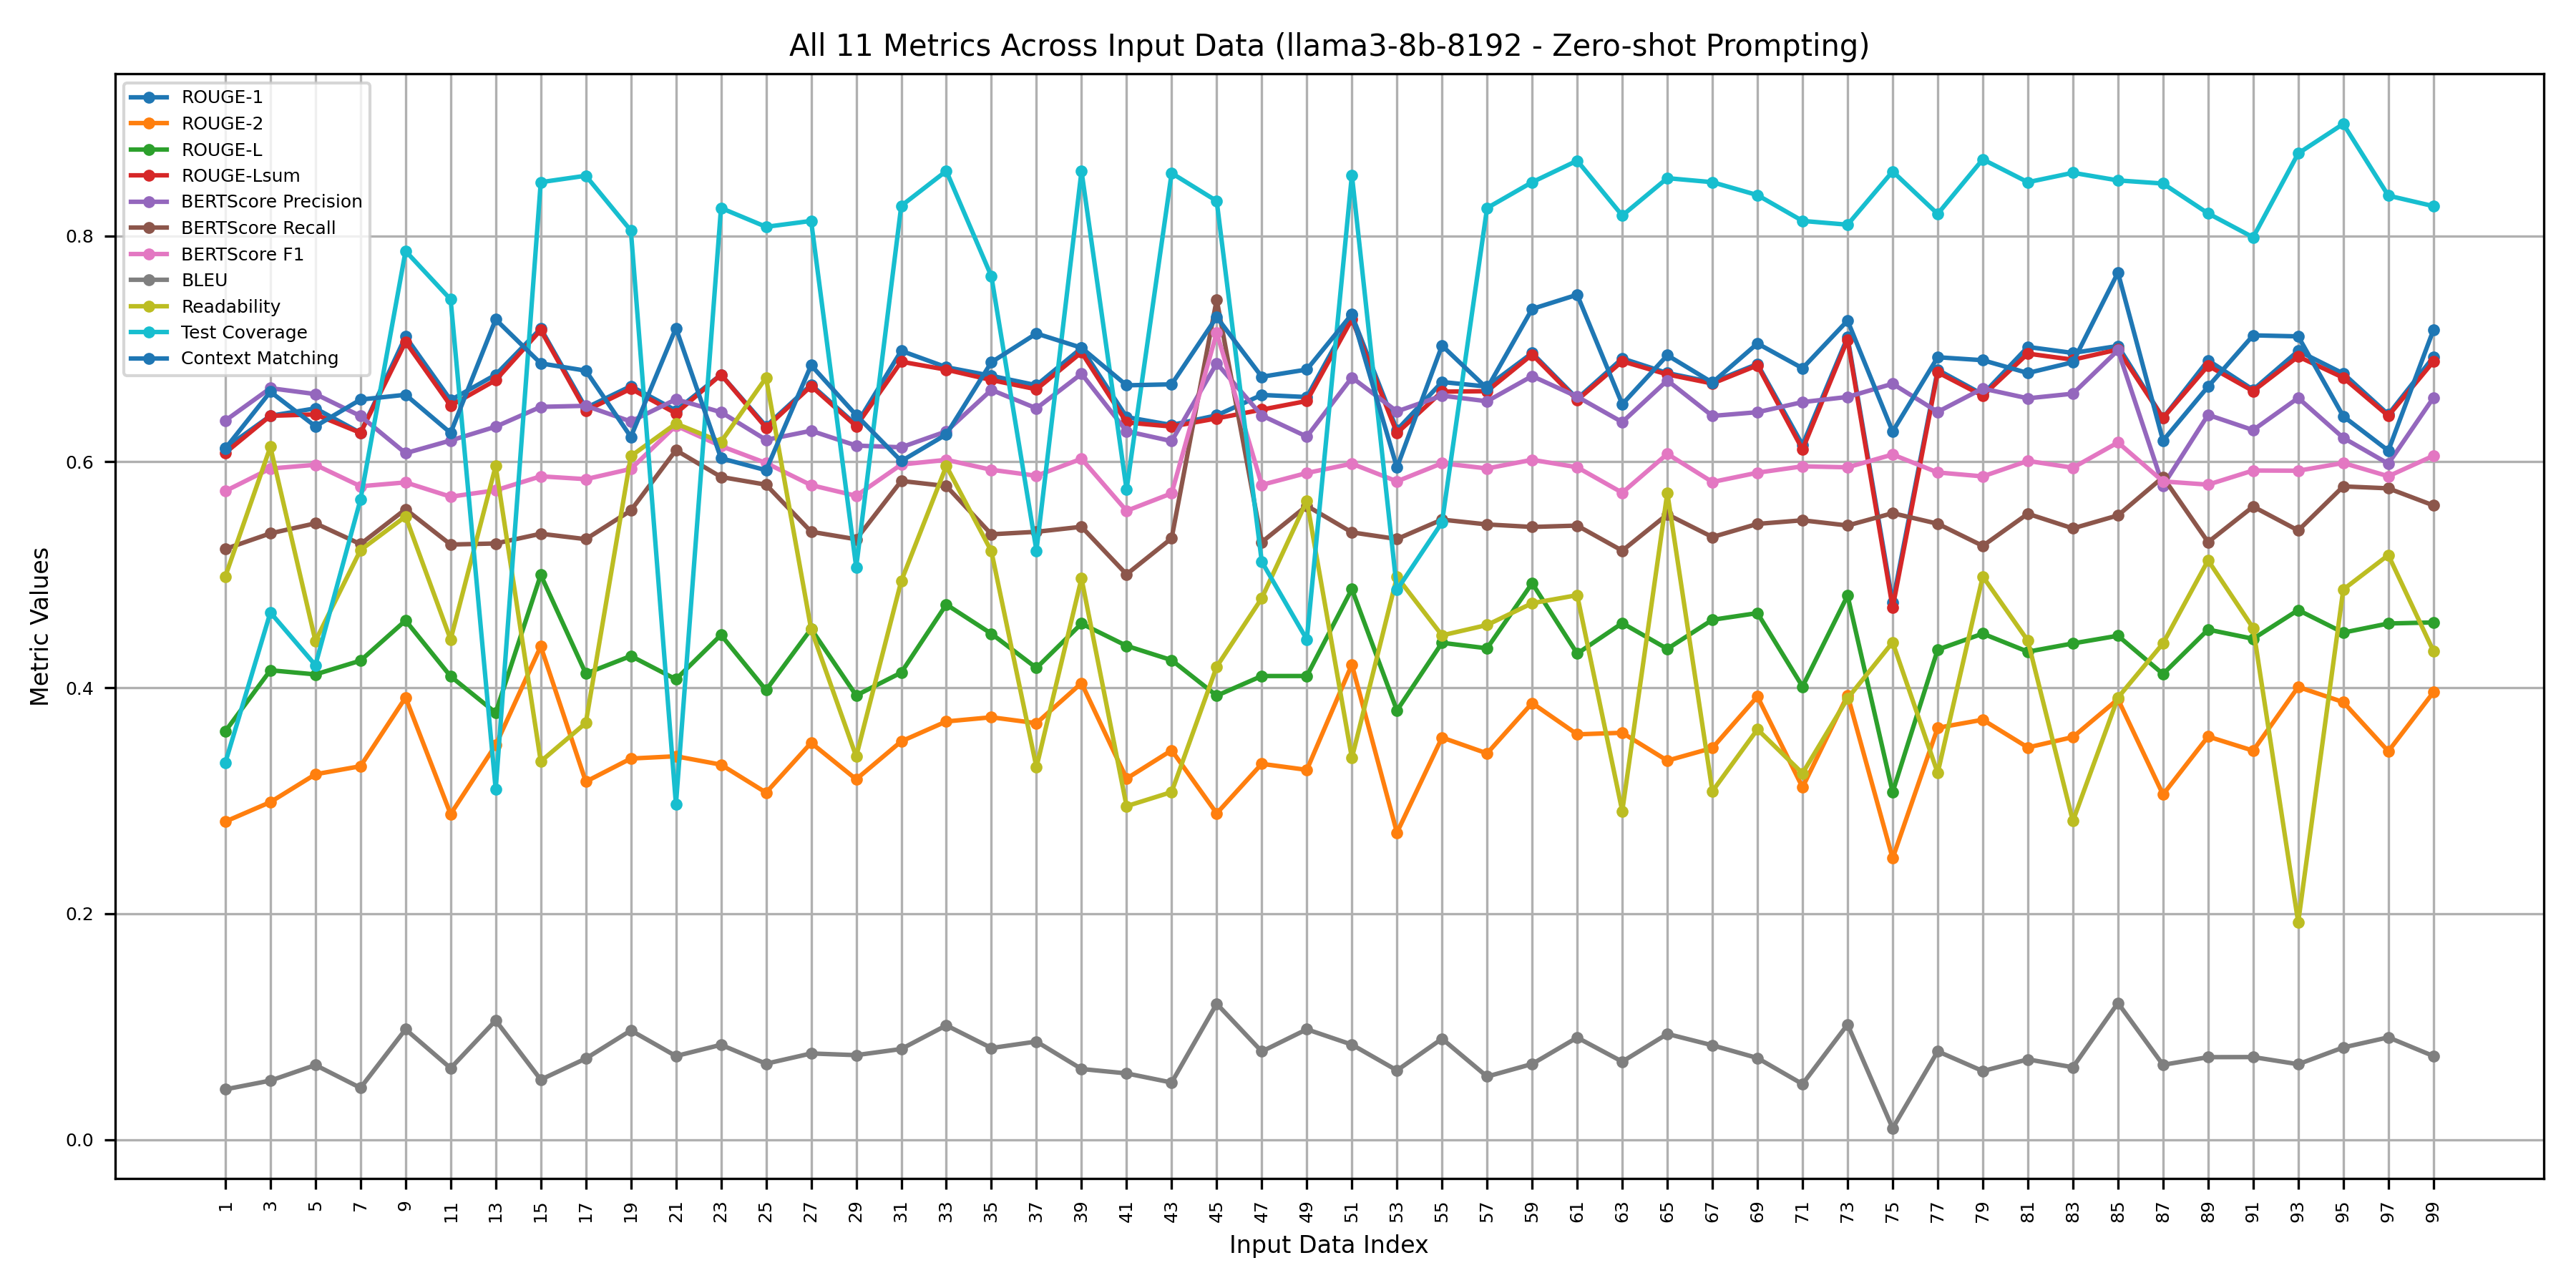 All 11 Metrics Across Input Data (llama3-8b-8192 - Zero-shot Prompting)
ROUGE-1
ROUGE-2
ROUGE-L
ROUGE-Lsum
BERTScore Precision
BERTScore Recall
BERTScore F1
BLEU
Readability
Test Coverage
Context Matching
Metric Values
0.8
0.6
0.4
0.2
0.0
1 3 5 7 9 11 13 15 17 19 21 23 25 27 29 31 33 35 37 39 41 43 45 47 49 51 53 55 57 59 61 63 65 67 69 71 73 75 77 79 81 83 85 87 89 91 93 95 97 99
Input Data Index